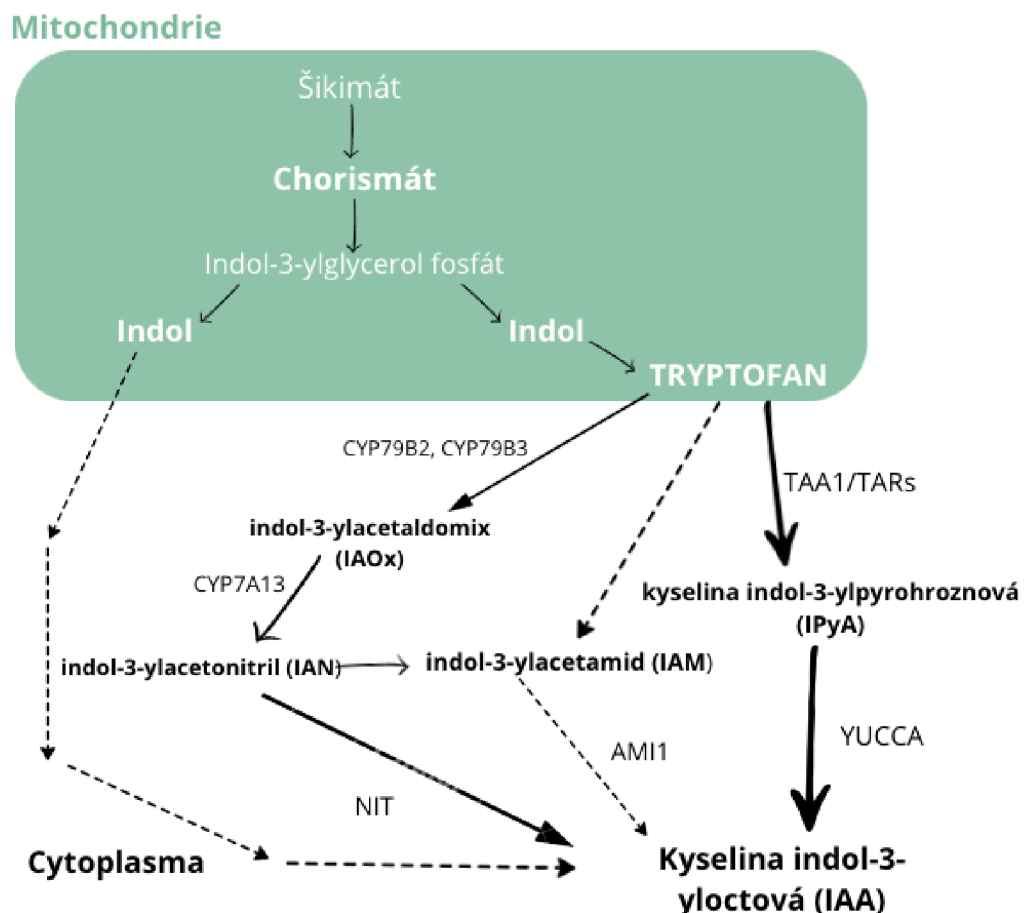 Mitochondrie
Šikimát
Chorismát
Indol-3-ylglycerol fosfát
Indol
Indol
TRYPTOFAN
CYP79B2, CYP79B3
TAA1/TARs
indol-3-ylacetaldomix
(IAOx)
CYP7A13
kyselina indol-3-ylpyrohroznová
(IPyA)
indol-3-ylacetonitril (IAN)
indol-3-ylacetamid (IAM)
YUCCA
AMI1
NIT
Cytoplasma
Kyselina indol-3-
yloctová (IAA)